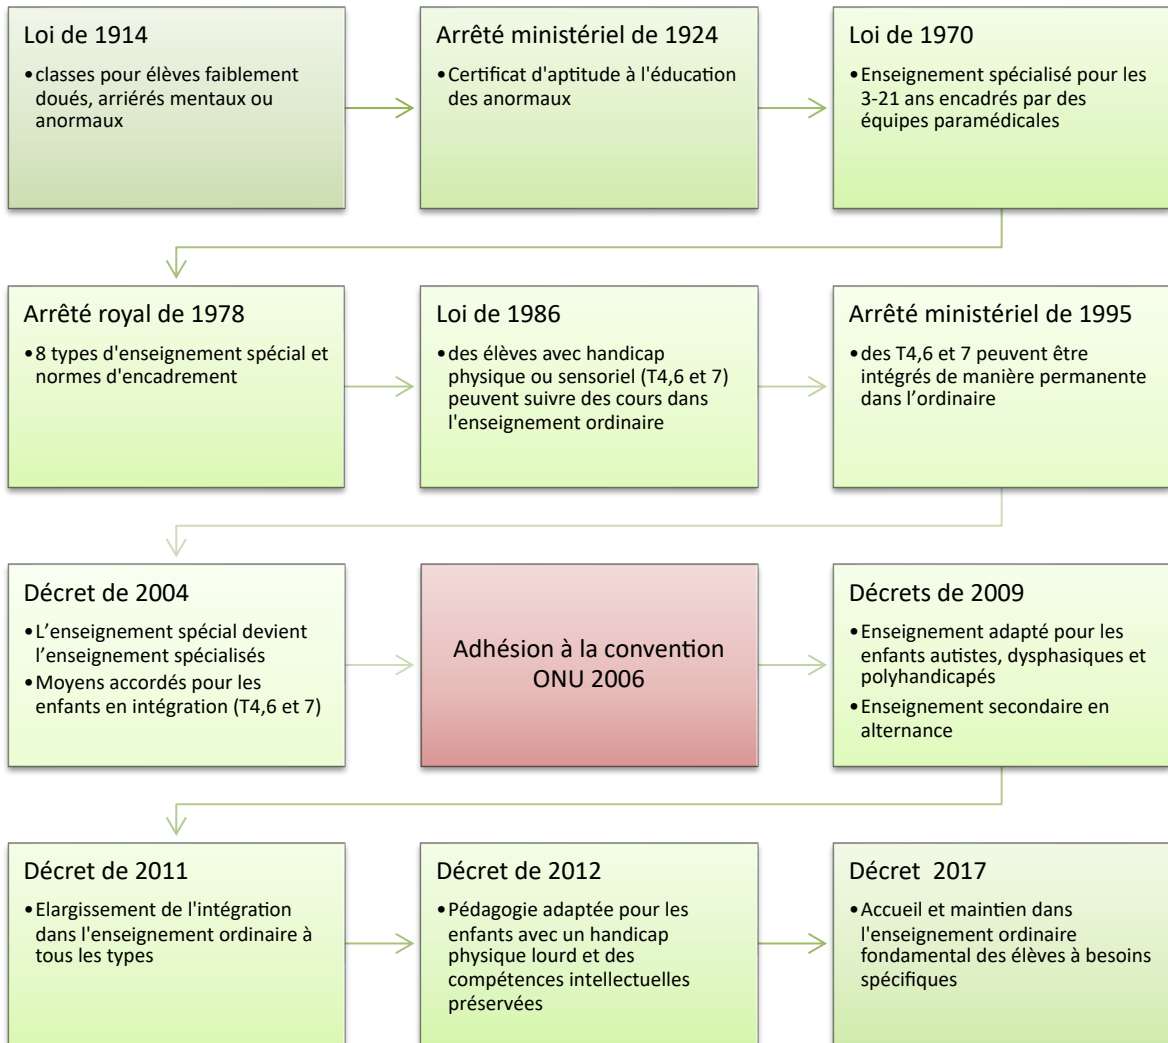 Loi de 1914
•classes pour élèves faiblement
doués, arriérés mentaux ou
anormaux
Arrêté ministériel de 1924
•Certificat d'aptitude à l'éducation
des anormaux
Loi de 1970
•Enseignement spécialisé pour les
3-21 ans encadrés par des
équipes paramédicales
Arrêté royal de 1978
•8 types d'enseignement spécial et
normes d'encadrement
Loi de 1986
•des élèves avec handicap
physique ou sensoriel (T4,6 et 7)
peuvent suivre des cours dans
l'enseignement ordinaire
Arrêté ministériel de 1995
•des T4,6 et 7 peuvent être
intégrés de manière permanente
dans l’ordinaire
Décret de 2004
•L’enseignement spécial devient
l’enseignement spécialisés
•Moyens accordés pour les
enfants en intégration (T4,6 et 7)
Adhésion à la convention
ONU 2006
Décrets de 2009
•Enseignement adapté pour les
enfants autistes, dysphasiques et
polyhandicapés
•Enseignement secondaire en
alternance
Décret de 2011
•Elargissement de l'intégration
dans l'enseignement ordinaire à
tous les types
Décret de 2012
•Pédagogie adaptée pour les
enfants avec un handicap
physique lourd et des
compétences intellectuelles
préservées
Décret 2017
•Accueil et maintien dans
l'enseignement ordinaire
fondamental des élèves à besoins
spécifiques